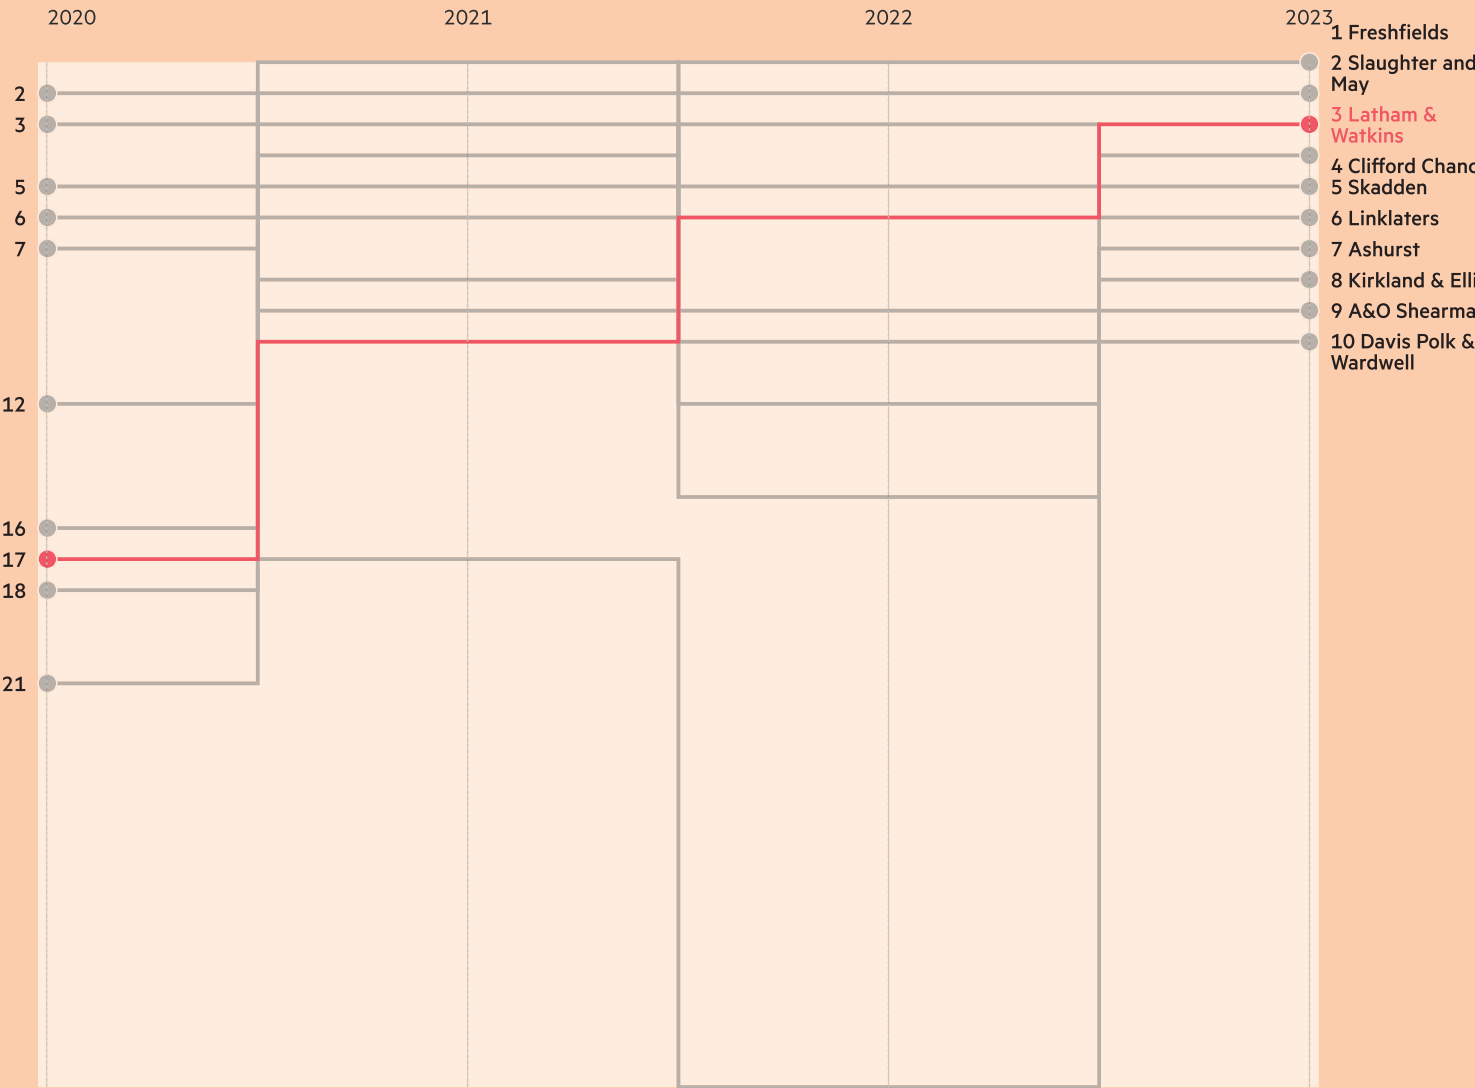 2020
2021
2022
2023
1 Freshfields
2 Slaughter and
May
3 Latham &
Watkins
4 Clifford Chanc
5 Skadden
6 Linklaters
7 Ashurst
8 Kirkland & Elli
9 A&O Shearma
10 Davis Polk &
Wardwell
2
3
5
6
7
12
16
17
18
21